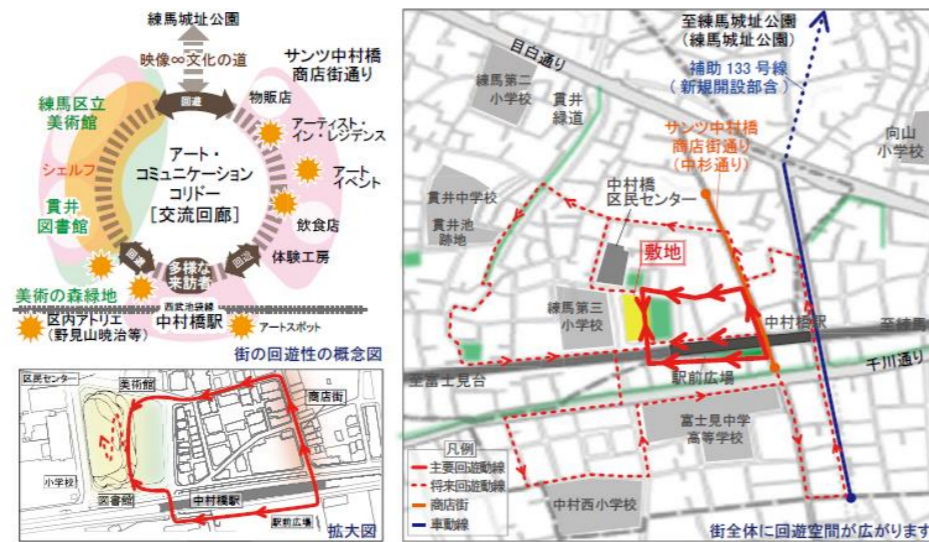 練馬城址公園
映像∞文化の道
サンツ中村橋
商店街通り
練馬区立
美術館
回遊
物販店
アーティスト・
イン・レジデンス
シェルフ
アート・
コミュニケーション
コリドー
[交流回廊]
アート
イベント
貫井
図書館
飲食店
体験工房
回遊
多様な
来訪者
回遊
美術の森緑地
西武池袋線
中村橋駅
区内アトリエ
(野見山暁治等)
アートスポット
街の回遊性の概念図
区民センター
美術館
商店街
小学校
図書館
中村橋駅
駅前広場
拡大図
至練馬城址公園
(練馬城址公園)
目白通り
補助133号線
(新規開設部含)
練馬第二
小学校
貫井
緑道
サンツ中村橋
商店街通り
(中杉通り)
向山
小学校
中村橋
区民センター
貫井中学校
貫井池
跡地
敷地
練馬第三
小学校
中村橋駅
至練馬
至富士見台
駅前広場
千川通り
富士見中学
高等学校
中村西小学校
凡例
主要回遊動線
将来回遊動線
商店街
車動線
街全体に回遊空間が広がります